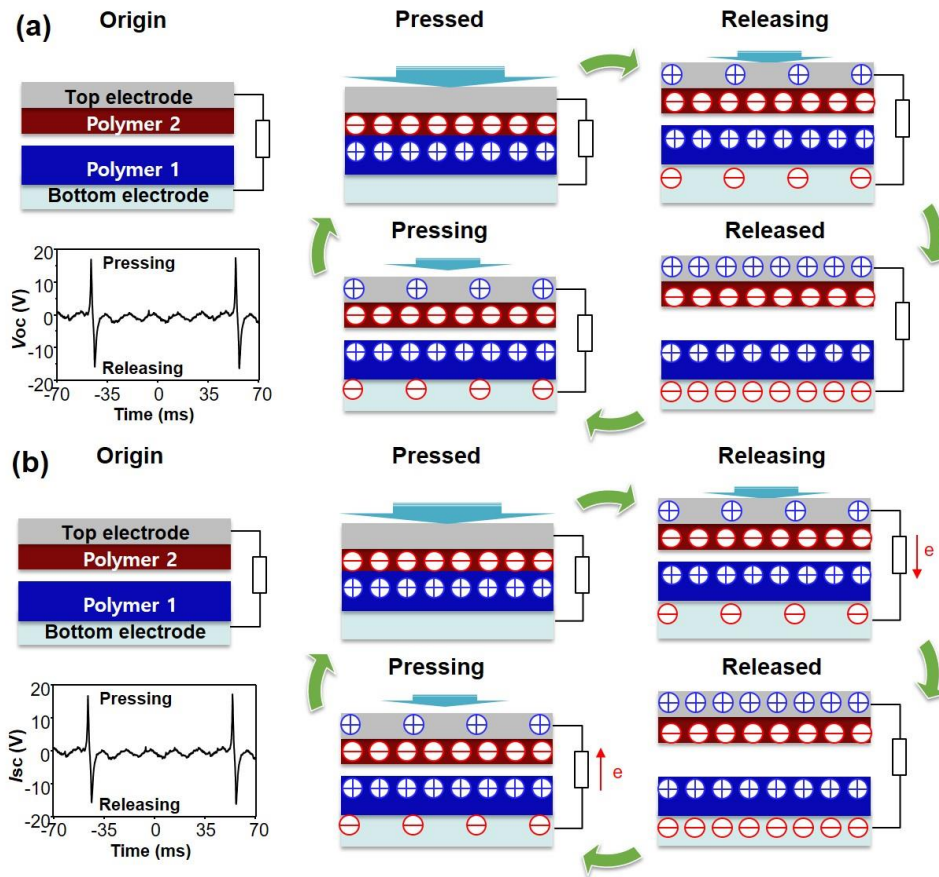 (a)
Origin
Pressed
Releasing
Top electrode
Polymer 2
Polymer 1
Bottom electrode
Pressing
Released
20
10
0
-10
-20
Voc (V)
Pressing
Releasing
-70 -35 0 35 70
Time (ms)
(b)
Origin
Pressed
Releasing
Top electrode
Polymer 2
Polymer 1
Bottom electrode
e
Pressing
Released
20
10
0
-10
-20
Isc (V)
Pressing
Releasing
-70 -35 0 35 70
Time (ms)
e